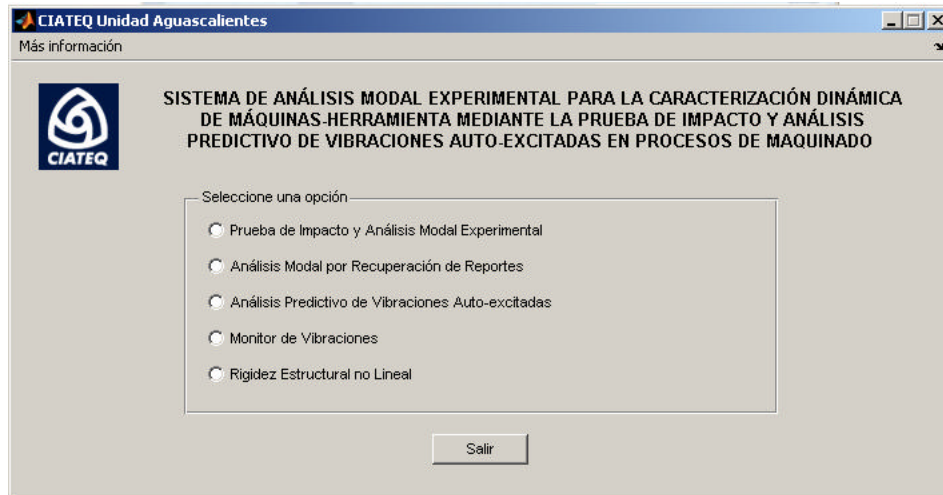 CIATEQ Unidad Aguascalientes
Más información
CIATEQ
SISTEMA DE ANÁLISIS MODAL EXPERIMENTAL PARA LA CARACTERIZACIÓN DINÁMICA
DE MÁQUINAS-HERRAMIENTA MEDIANTE LA PRUEBA DE IMPACTO Y ANÁLISIS
PREDICTIVO DE VIBRACIONES AUTO-EXCITADAS EN PROCESOS DE MAQUINADO
Seleccione una opción
Prueba de Impacto y Análisis Modal Experimental
Análisis Modal por Recuperación de Reportes
Análisis Predictivo de Vibraciones Auto-excitadas
Monitor de Vibraciones
Rigidez Estructural no Lineal
Salir